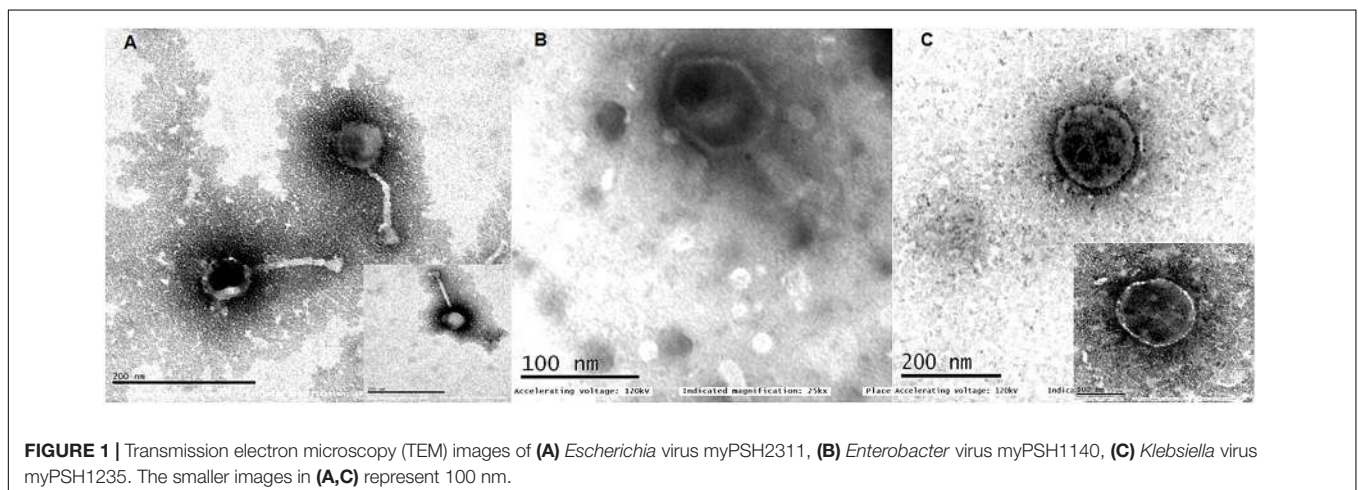 A
B
C
200 nm
100 nm
200 nm
Accelerating voltage: 120kV Indicated magnification: 25kx Place
Accelerating voltage: 120kV
FIGURE 1 | Transmission electron microscopy (TEM) images of (A) Escherichia virus myPSH2311, (B) Enterobacter virus myPSH1140, (C) Klebsiella virus
myPSH1235. The smaller images in (A,C) represent 100 nm.